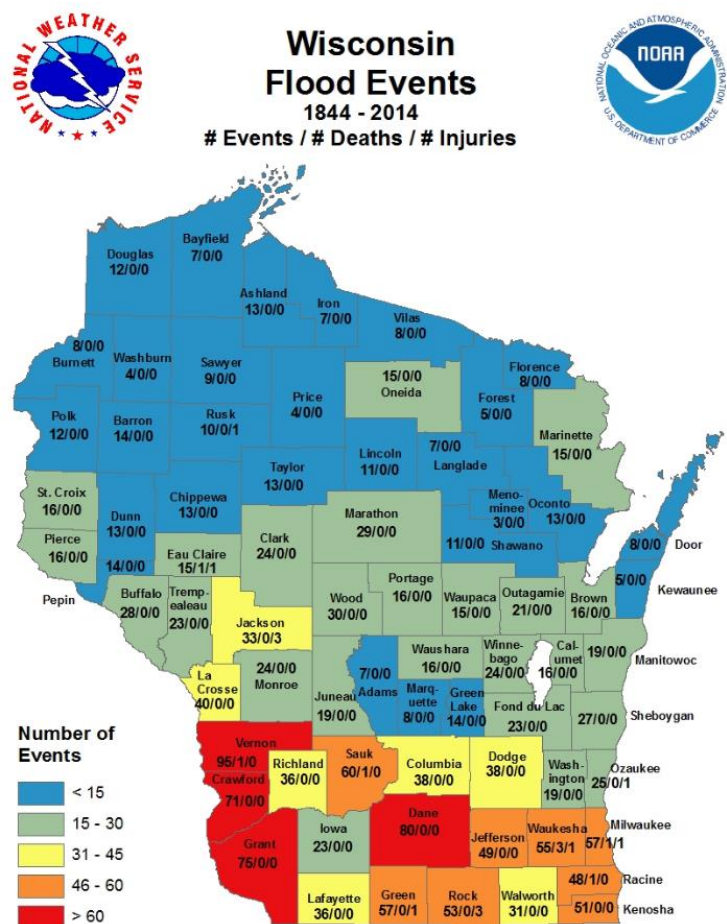 NATIONAL WEATHER SERVICE
Wisconsin
Flood Events
1844 - 2014
# Events / # Deaths / # Injuries
NATIONAL OCEANIC AND ATMOSPHERIC ADMINISTRATION
NOAA
U.S. DEPARTMENT OF COMMERCE
Douglas
12/0/0
Bayfield
7/0/0
Ashland
13/0/0
Iron
7/0/0
Vilas
8/0/0
8/0/0
Burnett
Washburn
4/0/0
Sawyer
9/0/0
Price
4/0/0
15/0/0
Oneida
Forest
5/0/0
Florence
8/0/0
Marinette
15/0/0
Polk
12/0/0
Barron
14/0/0
Rusk
10/0/1
Taylor
13/0/0
Lincoln
11/0/0
7/0/0
Langlade
Meno-
minee
3/0/0
Oconto
13/0/0
St. Croix
16/0/0
Dunn
13/0/0
Chippewa
13/0/0
Clark
24/0/0
Marathon
29/0/0
11/0/0
Shawano
8/0/0
Door
Pierce
16/0/0
14/0/0
Pepin
Eau Claire
15/1/1
5/0/0
Kewaunee
Buffalo
28/0/0
Tremp-
ealeau
23/0/0
Jackson
33/0/3
Wood
30/0/0
Portage
16/0/0
Waupaca
15/0/0
Outagamie
21/0/0
Brown
16/0/0
La
Crosse
40/0/0
24/0/0
Monroe
Juneau
19/0/0
7/0/0
Adams
Waushara
16/0/0
Marq-
uette
8/0/0
Green
Lake
14/0/0
Winne-
bago
24/0/0
Cal-
umet
16/0/0
19/0/0
Manitowoc
Fond du Lac
23/0/0
27/0/0
Sheboygan
Vernon
95/1/0
Crawford
71/0/0
Richland
36/0/0
Sauk
60/1/0
Columbia
38/0/0
Dodge
38/0/0
Wash-
ington
19/0/0
Ozaukee
25/0/1
Grant
75/0/0
Iowa
23/0/0
Dane
80/0/0
Jefferson
49/0/0
Waukesha
55/3/1
Milwaukee
57/1/1
Lafayette
36/0/0
Green
57/0/1
Rock
53/0/3
Walworth
31/0/0
48/1/0
Racine
51/0/0
Kenosha
Number of
Events
< 15
15 - 30
31 - 45
46 - 60
> 60